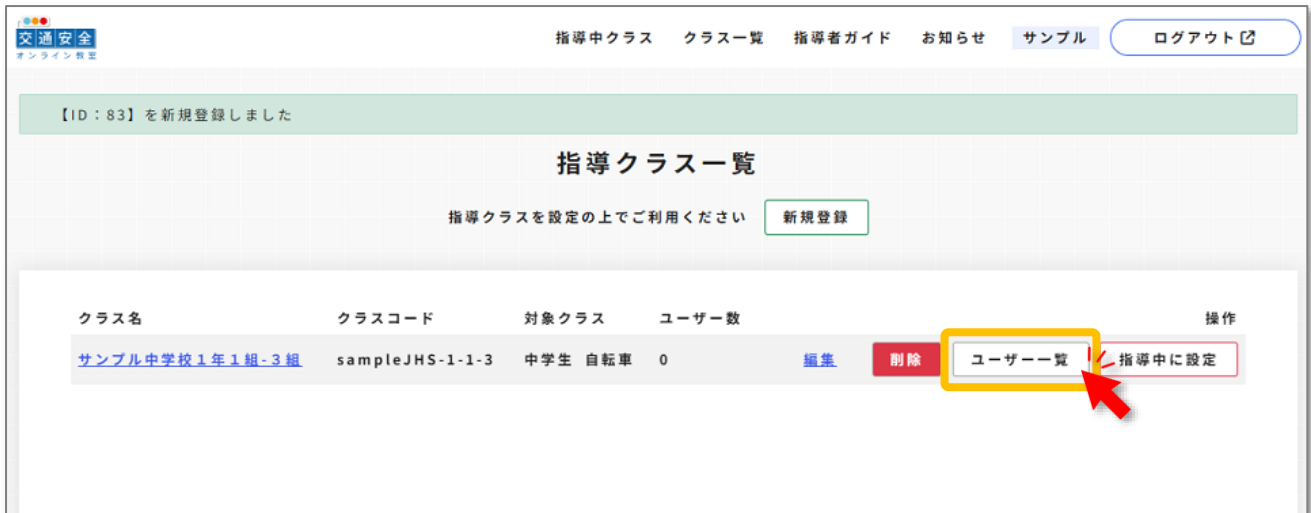 交通安全
オンライン教室
指導中クラス クラス一覧 指導者ガイド お知らせ サンプル ログアウト
【ID：83】を新規登録しました
指導クラス一覧
指導クラスを設定の上でご利用ください 新規登録
クラス名 クラスコード 対象クラス ユーザー数 操作
サンプル中学校１年１組-３組 sampleJHS-1-1-3 中学生 自転車 0 編集 削除 ユーザー一覧 指導中に設定